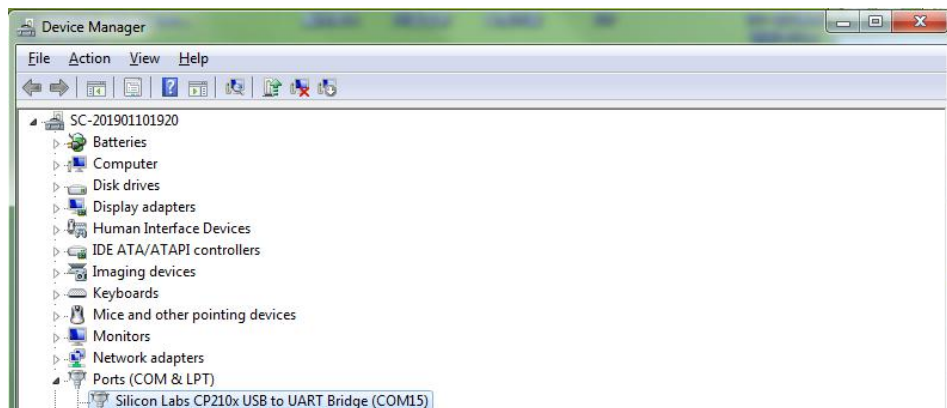 Device Manager
File Action View Help
SC-201901101920
Batteries
Computer
Disk drives
Display adapters
Human Interface Devices
IDE ATA/ATAPI controllers
Imaging devices
Keyboards
Mice and other pointing devices
Monitors
Network adapters
Ports (COM & LPT)
Silicon Labs CP210x USB to UART Bridge (COM15)